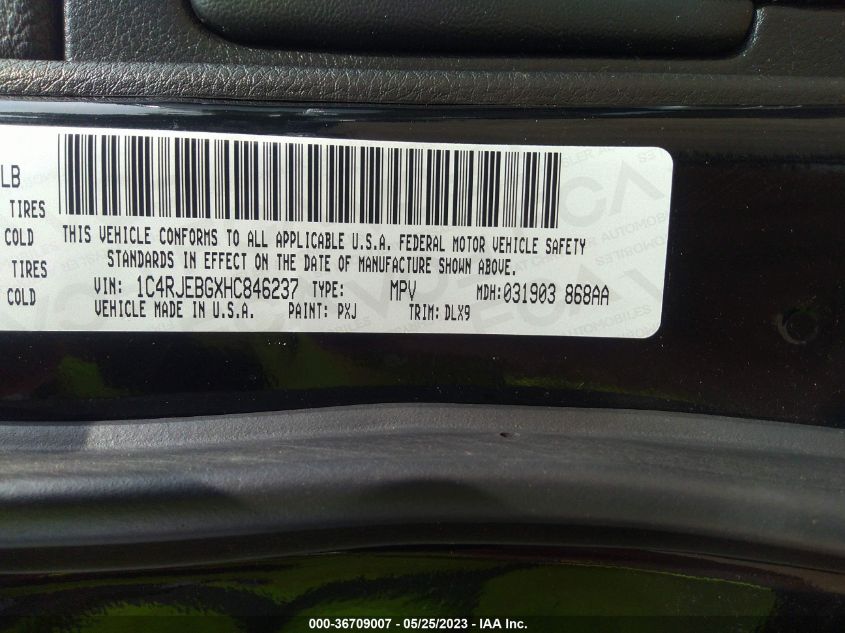 LB
TIRES
COLD THIS VEHICLE CONFORMS TO ALL APPLICABLE U.S.A. FEDERAL MOTOR VEHICLE SAFETY
TIRES STANDARDS IN EFFECT ON THE DATE OF MANUFACTURE SHOWN ABOVE.
COLD VIN: 1C4RJEBGXHC846237 TYPE: MPV MDH: 031903 868AA
VEHICLE MADE IN U.S.A. PAINT: PXJ TRIM: DLX9
000-36709007 - 05/25/2023 - IAA Inc.